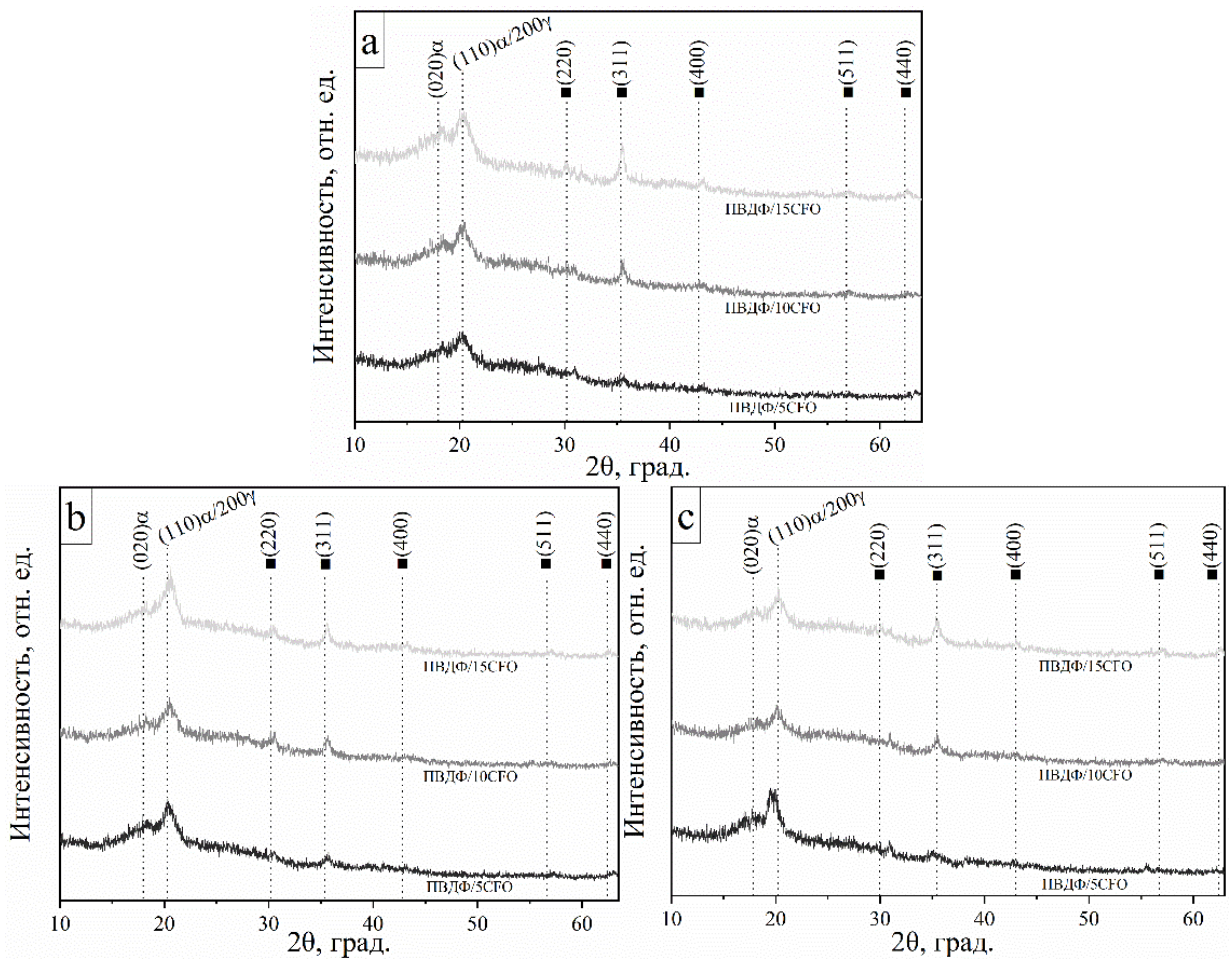 a
(020)α
(110)α/200γ
■(220)
■(311)
■(400)
■(511)
■(440)
Интенсивность, отн. ед.
ПВДФ/15CFO
ПВДФ/10CFO
ПВДФ/5CFO
10 20 30 40 50 60
2θ, град.
b
(020)α
(110)α/200γ
■(220)
■(311)
■(400)
■(511)
■(440)
Интенсивность, отн. ед.
ПВДФ/15CFO
ПВДФ/10CFO
ПВДФ/5CFO
10 20 30 40 50 60
2θ, град.
c
(020)α
(110)α/200γ
■(220)
■(311)
■(400)
■(511)
■(440)
Интенсивность, отн. ед.
ПВДФ/15CFO
ПВДФ/10CFO
ПВДФ/5CFO
10 20 30 40 50 60
2θ, град.